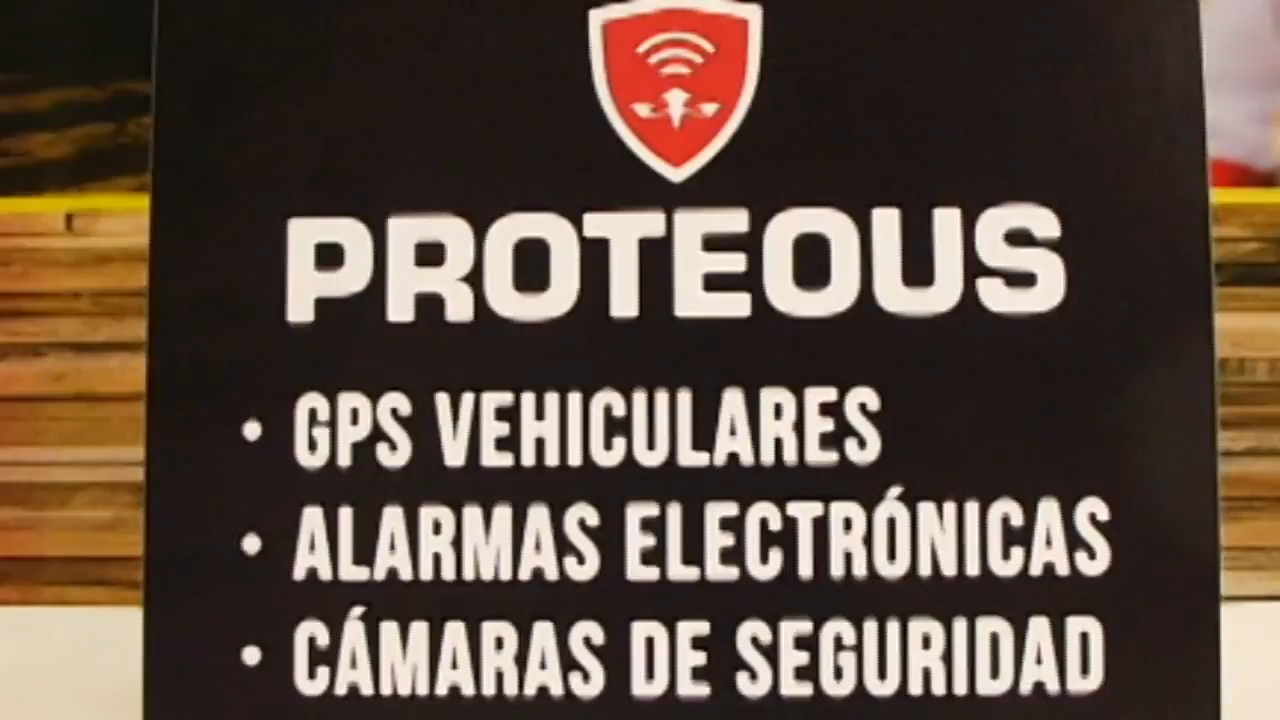 PROTEOUS
• GPS VEHICULARES
• ALARMAS ELECTRÓNICAS
• CÁMARAS DE SEGURIDAD